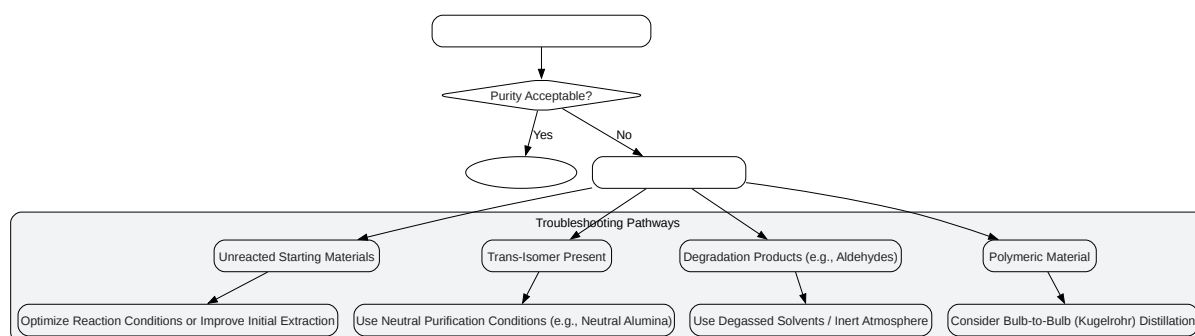 Purity Acceptable?
Yes
No
Troubleshooting Pathways
Unreacted Starting Materials
Trans-Isomer Present
Degradation Products (e.g., Aldehydes)
Polymeric Material
Optimize Reaction Conditions or Improve Initial Extraction
Use Neutral Purification Conditions (e.g., Neutral Alumina)
Use Degassed Solvents / Inert Atmosphere
Consider Bulb-to-Bulb (Kugelrohr) Distillation